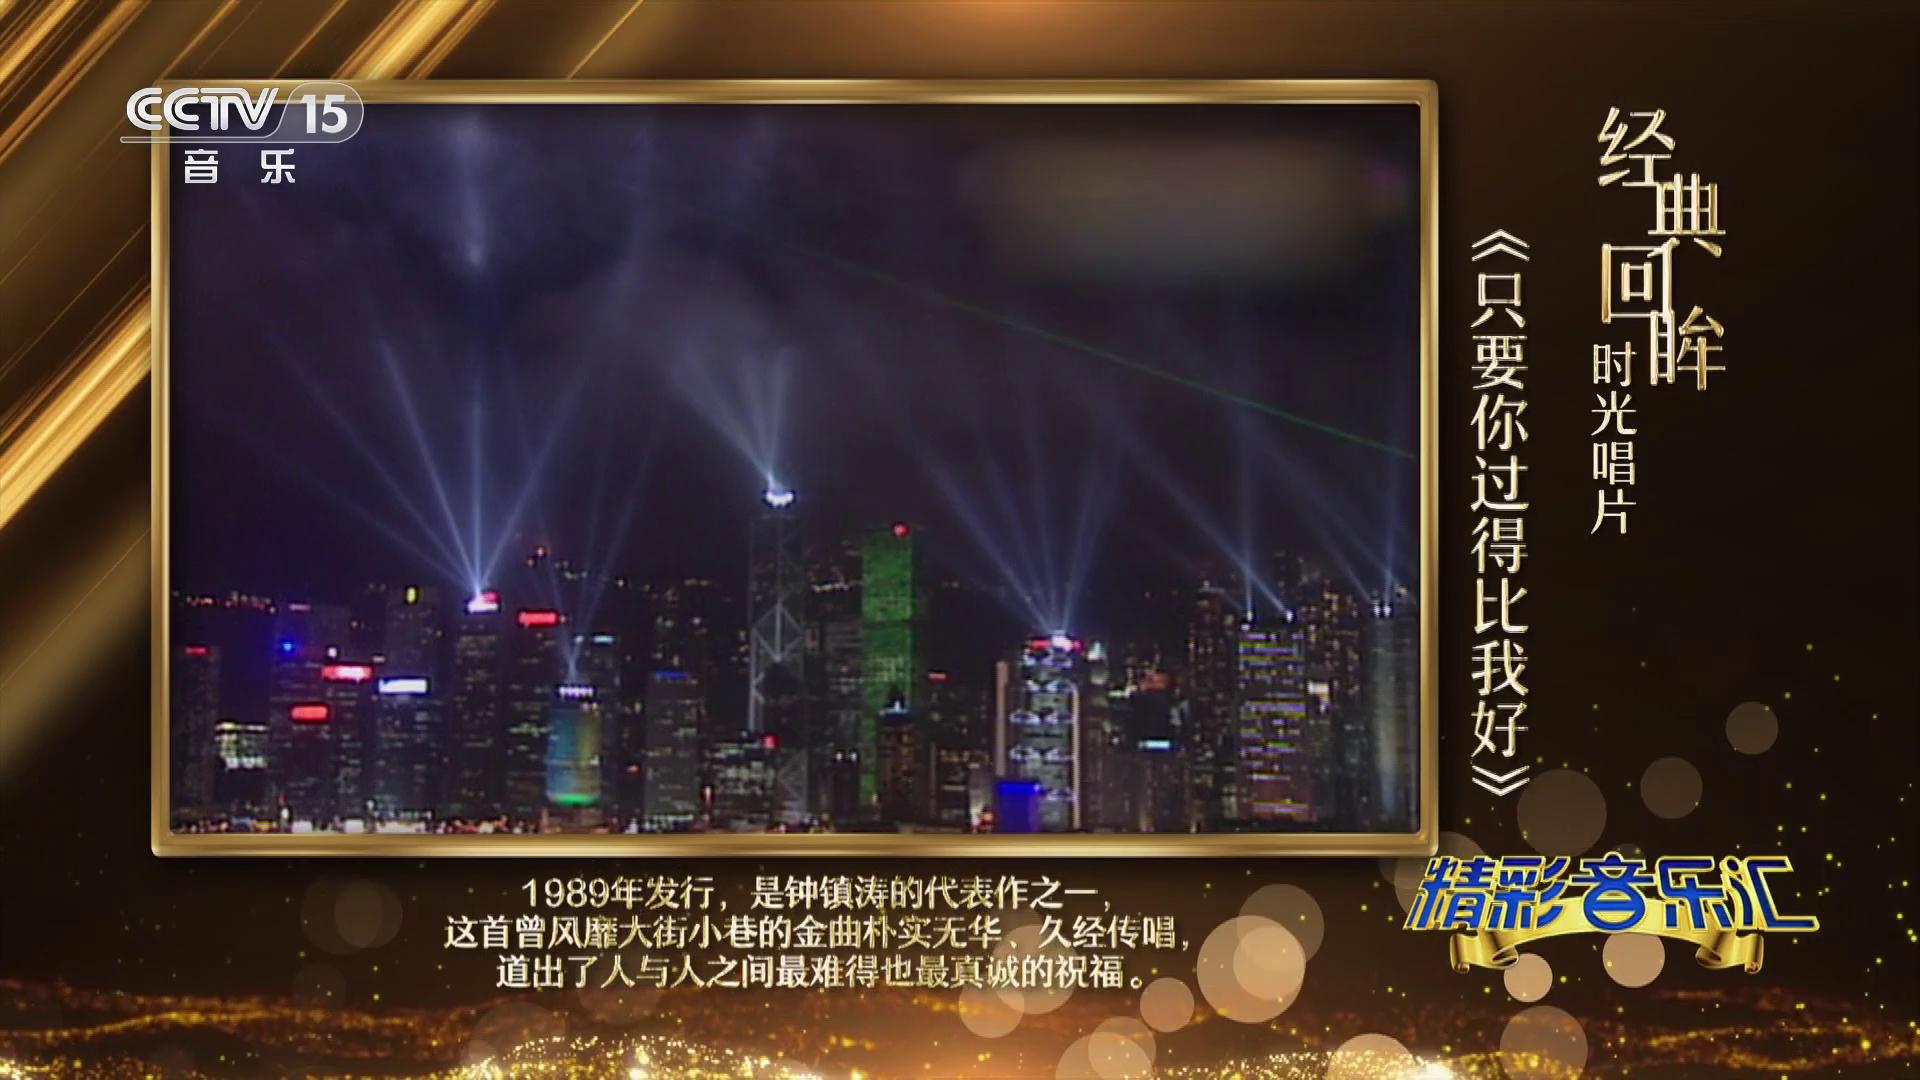 CCTV 15
音乐
经典回眸
时光唱片
《只要你过得比我好》
1989年发行，是钟镇涛的代表作之一，
这首曾风靡大街小巷的金曲朴实无华、久经传唱，
道出了人与人之间最难得也最真诚的祝福。
精彩音乐汇